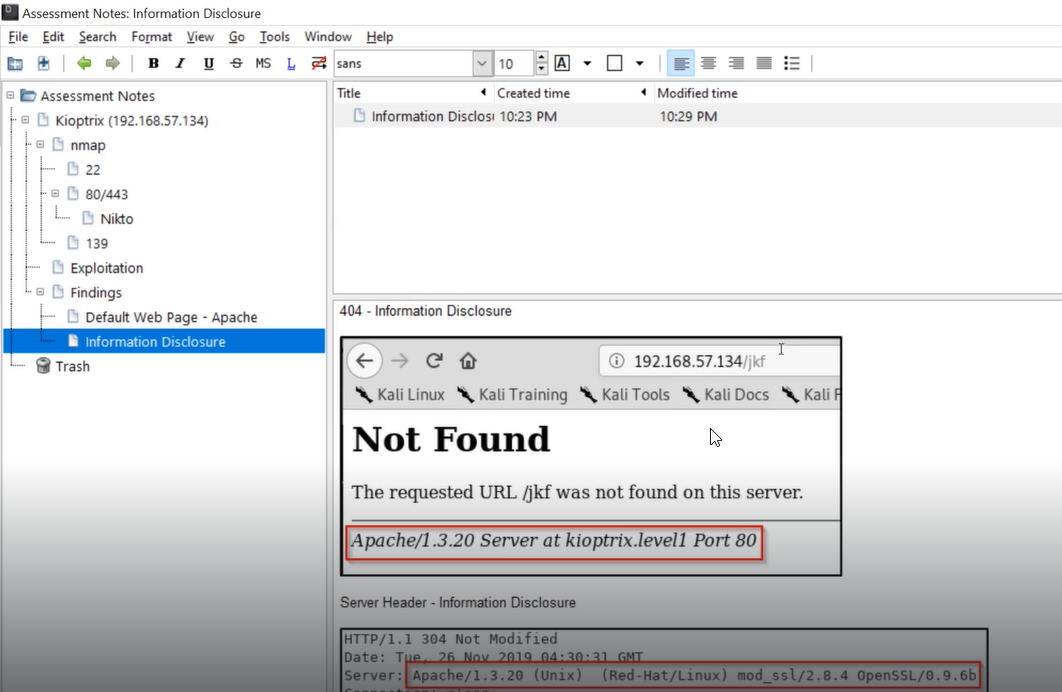 Assessment Notes: Information Disclosure
File Edit Search Format View Go Tools Window Help
B I U S MS L sans 10 A
Assessment Notes
Kioptrix (192.168.57.134)
nmap
22
80/443
Nikto
139
Exploitation
Findings
Default Web Page - Apache
Information Disclosure
Trash
Title Created time Modified time
Information Disclos 10:23 PM 10:29 PM
404 - Information Disclosure
192.168.57.134/jkf
Kali Linux Kali Training Kali Tools Kali Docs Kali F
Not Found
The requested URL /jkf was not found on this server.
Apache/1.3.20 Server at kioptrix.level1 Port 80
Server Header - Information Disclosure
HTTP/1.1 304 Not Modified
Date: Tue, 26 Nov 2019 04:30:31 GMT
Server: Apache/1.3.20 (Unix) (Red-Hat/Linux) mod_ssl/2.8.4 OpenSSL/0.9.6b